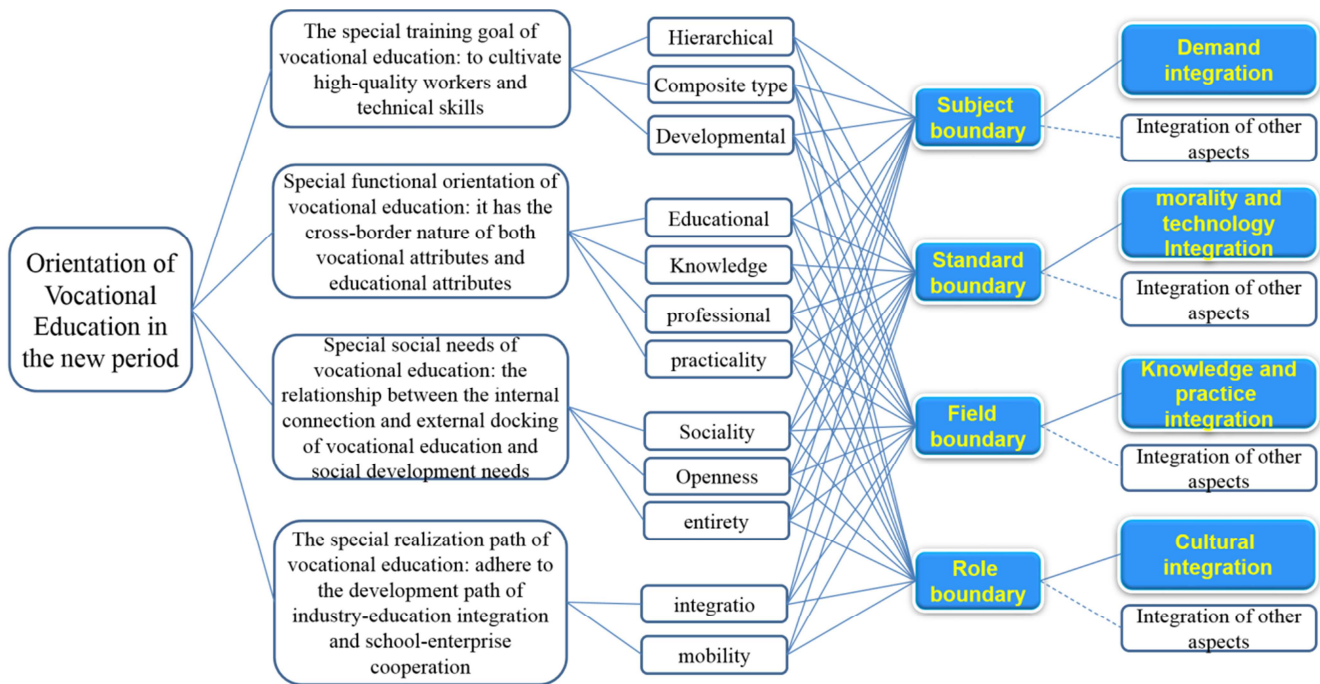 Orientation of
Vocational
Education in
the new period
The special training goal of
vocational education: to cultivate
high-quality workers and
technical skills
Special functional orientation of
vocational education: it has the
cross-border nature of both
vocational attributes and
educational attributes
Special social needs of
vocational education: the
relationship between the internal
connection and external docking
of vocational education and
social development needs
The special realization path of
vocational education: adhere to
the development path of
industry-education integration
and school-enterprise
cooperation
Hierarchical
Composite type
Developmental
Educational
Knowledge
professional
practicality
Sociality
Openness
entirety
integratio
mobility
Subject
boundary
Standard
boundary
Field
boundary
Role
boundary
Demand
integration
Integration of other
aspects
morality and
technology
Integration
Integration of other
aspects
Knowledge and
practice
integration
Integration of other
aspects
Cultural
integration
Integration of other
aspects